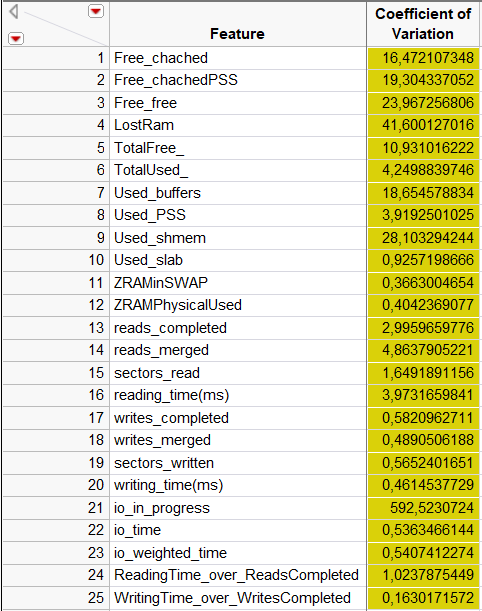 Feature Coefficient of Variation
1 Free_chached 16,472107348
2 Free_chachedPSS 19,304337052
3 Free_free 23,967256806
4 LostRam 41,600127016
5 TotalFree_ 10,931016222
6 TotalUsed_ 4,2498839746
7 Used_buffers 18,654578834
8 Used_PSS 3,9192501025
9 Used_shmem 28,103294244
10 Used_slab 0,9257198666
11 ZRAMinSWAP 0,3663004654
12 ZRAMPhysicalUsed 0,4042369077
13 reads_completed 2,9959659776
14 reads_merged 4,8637905221
15 sectors_read 1,6491891156
16 reading_time(ms) 3,9731659841
17 writes_completed 0,5820962711
18 writes_merged 0,4890506188
19 sectors_written 0,5652401651
20 writing_time(ms) 0,4614537729
21 io_in_progress 592,5230724
22 io_time 0,5363466144
23 io_weighted_time 0,5407412274
24 ReadingTime_over_ReadsCompleted 1,0237875449
25 WritingTime_over_WritesCompleted 0,1630171572